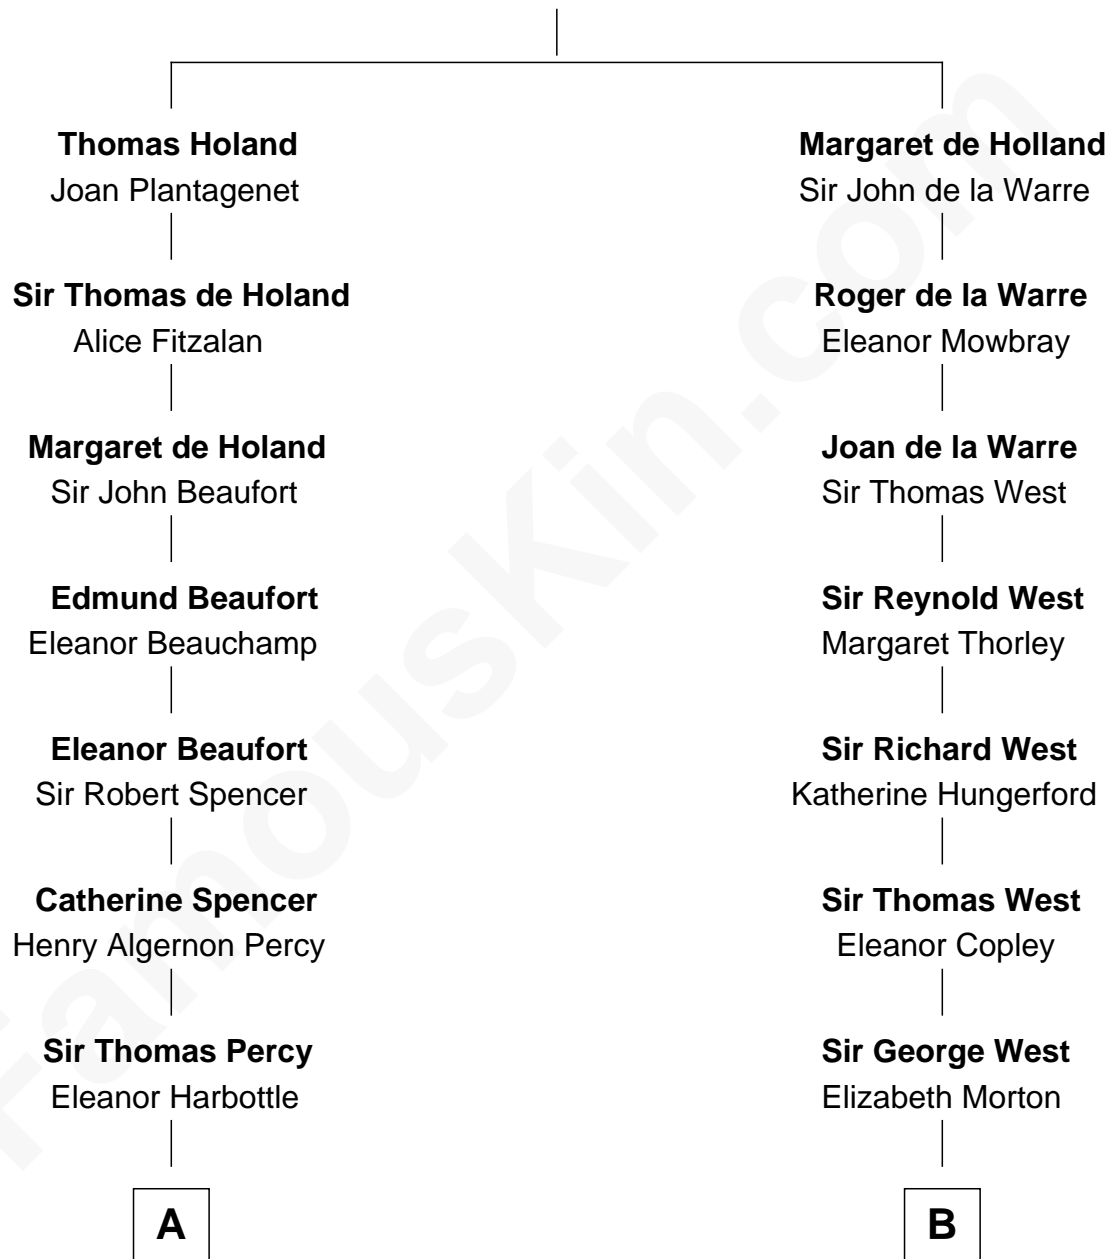 Thomas Holand
Joan Plantagenet
Sir Thomas de Holand
Alice Fitzalan
Margaret de Holand
Sir John Beaufort
Edmund Beaufort
Eleanor Beauchamp
Eleanor Beaufort
Sir Robert Spencer
Catherine Spencer
Henry Algernon Percy
Sir Thomas Percy
Eleanor Harbottle
A
Margaret de Holland
Sir John de la Warre
Roger de la Warre
Eleanor Mowbray
Joan de la Warre
Sir Thomas West
Sir Reynold West
Margaret Thorley
Sir Richard West
Katherine Hungerford
Sir Thomas West
Eleanor Copley
Sir George West
Elizabeth Morton
B
FamousKin.com